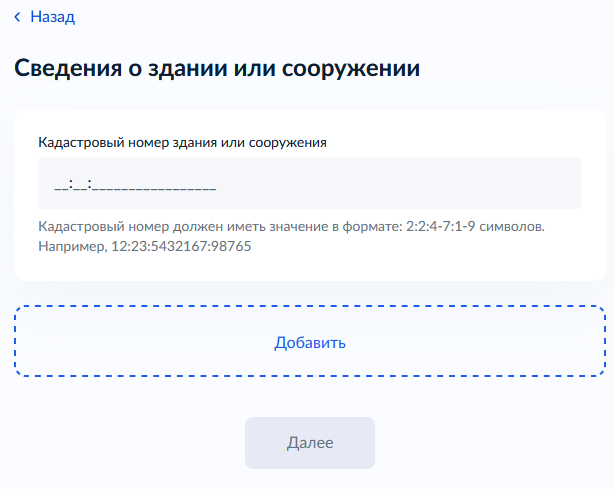 Назад
Сведения о здании или сооружении
Кадастровый номер здания или сооружения
__:__:_________________
Кадастровый номер должен иметь значение в формате: 2:2:4-7:1-9 символов.
Например, 12:23:5432167:98765
Добавить
Далее